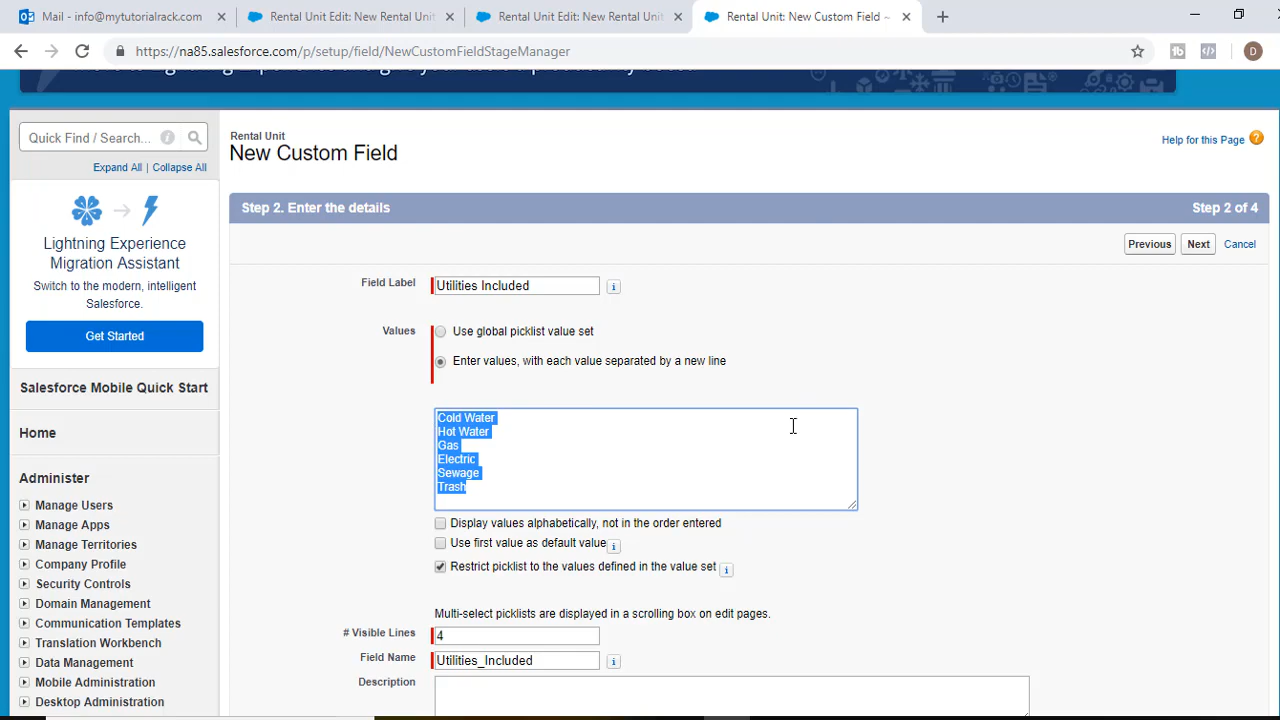 Mail - info@mytutorialrack.com
Rental Unit Edit: New Rental Unit
Rental Unit Edit: New Rental Unit
Rental Unit: New Custom Field ~
https://na85.salesforce.com/p/setup/field/NewCustomFieldStageManager
D
Quick Find / Search...
Expand All | Collapse All
Lightning Experience
Migration Assistant
Switch to the modern, intelligent
Salesforce.
Get Started
Salesforce Mobile Quick Start
Home
Administer
Manage Users
Manage Apps
Manage Territories
Company Profile
Security Controls
Domain Management
Communication Templates
Translation Workbench
Data Management
Mobile Administration
Desktop Administration
Rental Unit
New Custom Field
Help for this Page
Step 2. Enter the details
Step 2 of 4
Previous
Next
Cancel
Field Label
Utilities Included
Values
Use global picklist value set
Enter values, with each value separated by a new line
Cold Water
Hot Water
Gas
Electric
Sewage
Trash
Display values alphabetically, not in the order entered
Use first value as default value
Restrict picklist to the values defined in the value set
Multi-select picklists are displayed in a scrolling box on edit pages.
# Visible Lines
4
Field Name
Utilities_Included
Description